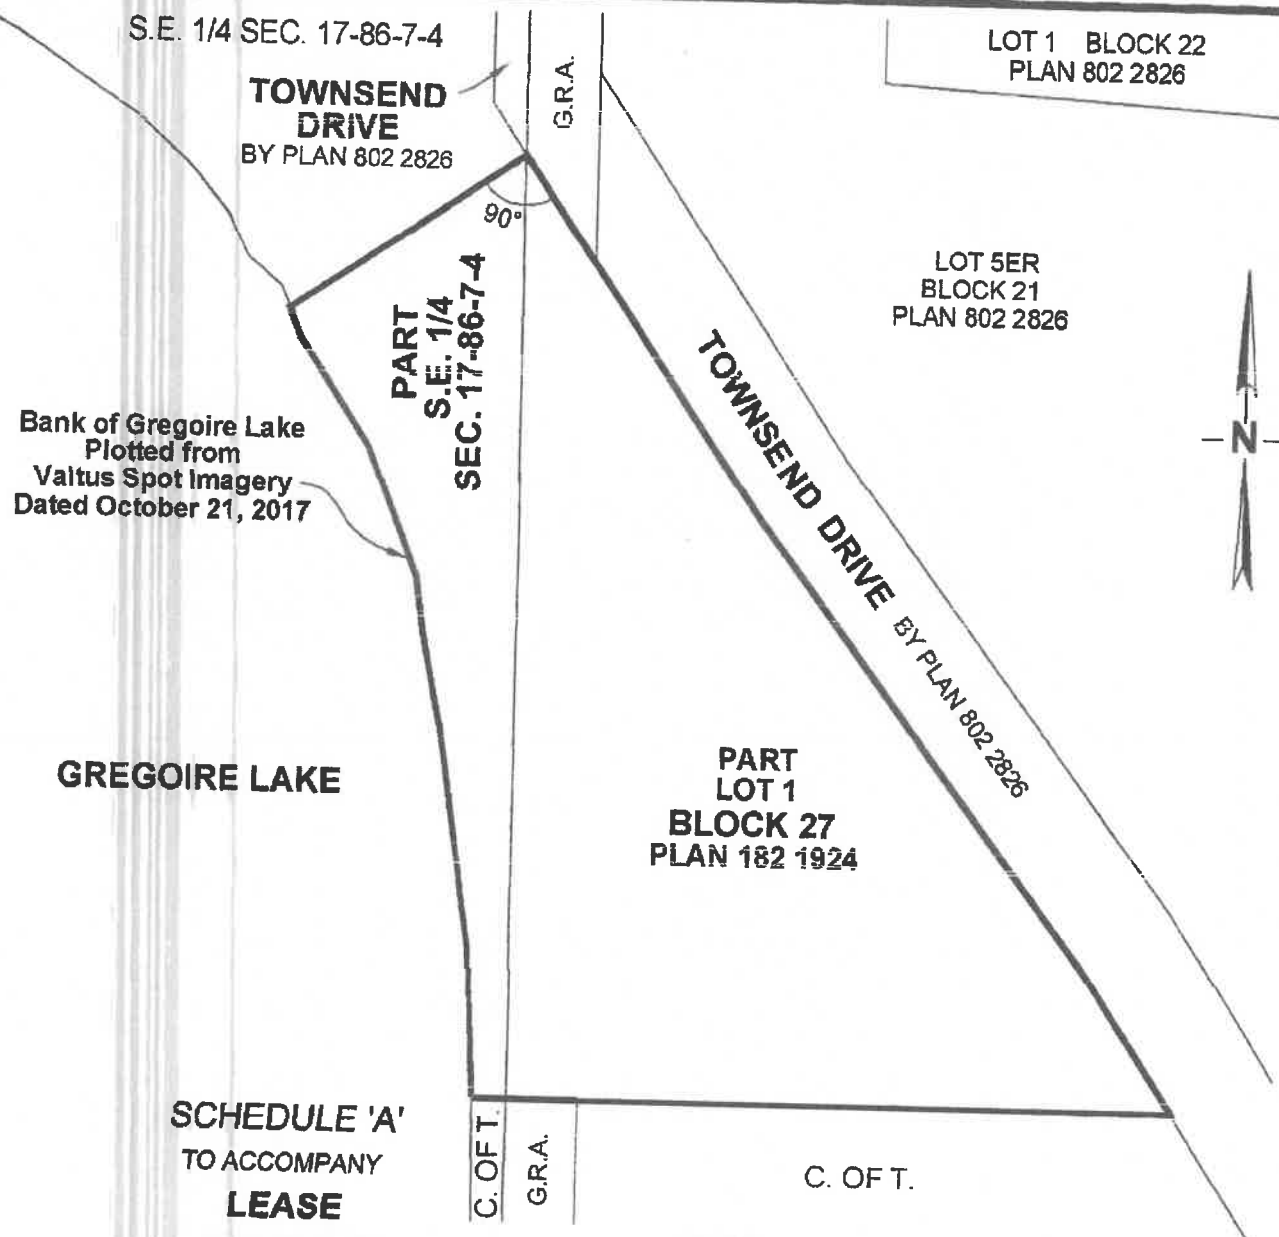 S.E. 1/4 SEC. 17-86-7-4
TOWNSEND
DRIVE
BY PLAN 802 2826
G.R.A.
LOT 1 BLOCK 22
PLAN 802 2826
90°
LOT 5ER
BLOCK 21
PLAN 802 2826
PART
S.E. 1/4
SEC. 17-86-7-4
TOWNSEND DRIVE BY PLAN 802 2826
N
Bank of Gregoire Lake
Plotted from
Valtus Spot Imagery
Dated October 21, 2017
GREGOIRE LAKE
PART
LOT 1
BLOCK 27
PLAN 182 1924
SCHEDULE 'A'
TO ACCOMPANY
LEASE
C. OF T.
G.R.A.
C. OF T.